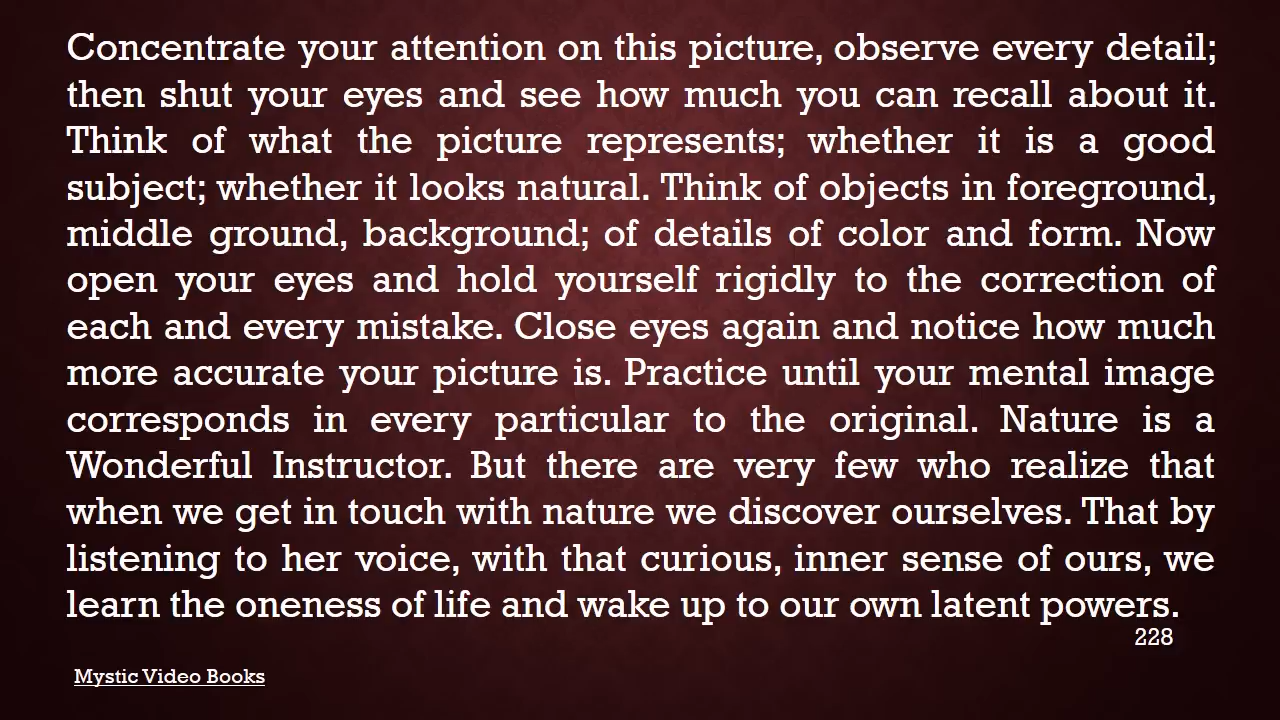 Concentrate your attention on this picture, observe every detail;
then shut your eyes and see how much you can recall about it.
Think of what the picture represents; whether it is a good
subject; whether it looks natural. Think of objects in foreground,
middle ground, background; of details of color and form. Now
open your eyes and hold yourself rigidly to the correction of
each and every mistake. Close eyes again and notice how much
more accurate your picture is. Practice until your mental image
corresponds in every particular to the original. Nature is a
Wonderful Instructor. But there are very few who realize that
when we get in touch with nature we discover ourselves. That by
listening to her voice, with that curious, inner sense of ours, we
learn the oneness of life and wake up to our own latent powers.
228
Mystic Video Books